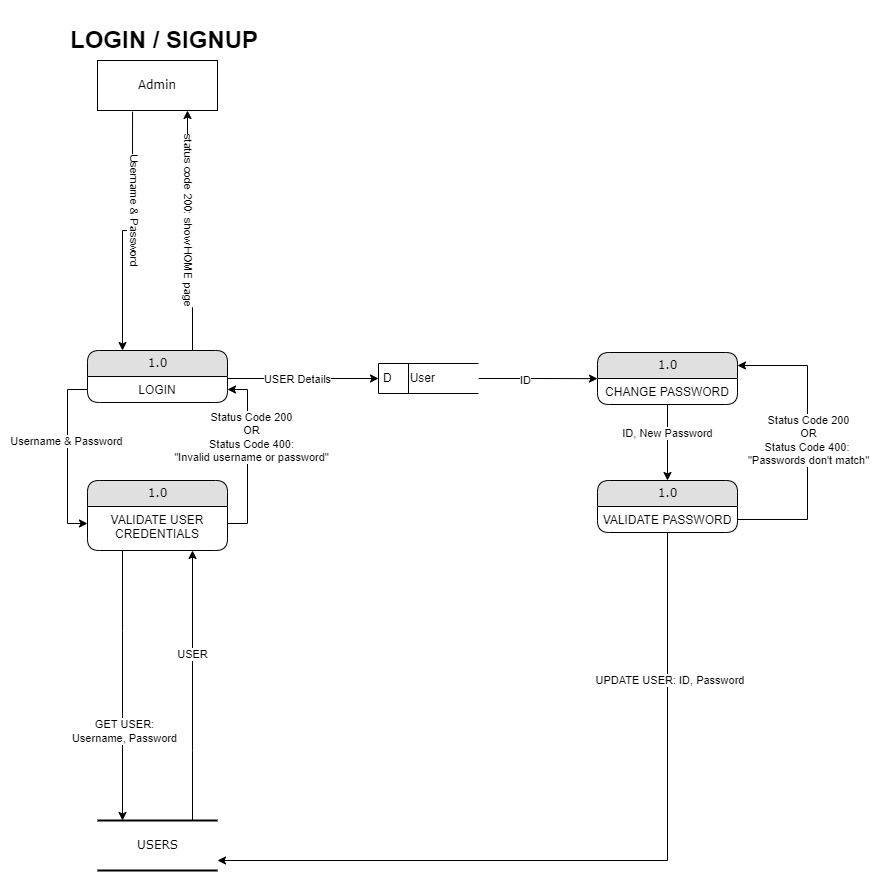 LOGIN / SIGNUP
Admin
Username & Password
status code 200: show HOME page
1.0
LOGIN
USER Details
D
User
ID
1.0
CHANGE PASSWORD
Username & Password
Status Code 200
OR
Status Code 400:
"Invalid username or password"
ID, New Password
Status Code 200
OR
Status Code 400:
"Passwords don't match"
1.0
VALIDATE USER
CREDENTIALS
1.0
VALIDATE PASSWORD
USER
UPDATE USER: ID, Password
GET USER:
Username, Password
USERS